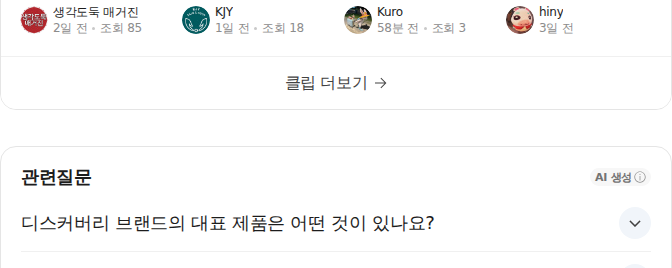 생각도둑 매거진
2일 전 · 조회 85
KJY
1일 전 · 조회 18
Kuro
58분 전 · 조회 3
hiny
3일 전
클립 더보기 →
관련질문
AI 생성
디스커버리 브랜드의 대표 제품은 어떤 것이 있나요?